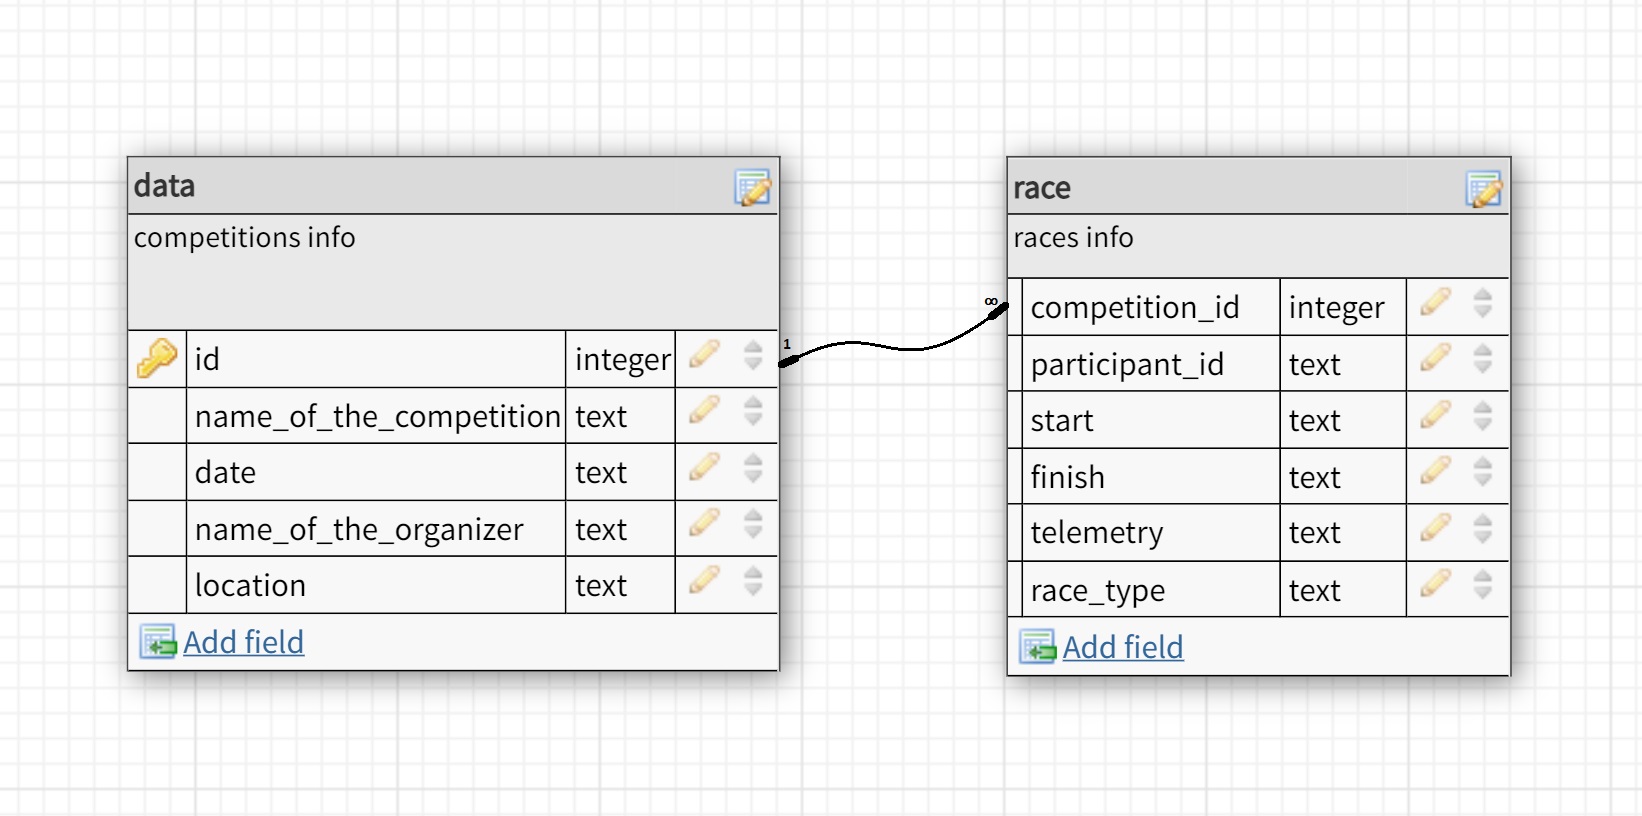 data
competitions info
id integer
name_of_the_competition text
date text
name_of_the_organizer text
location text
Add field
1
∞
race
races info
competition_id integer
participant_id text
start text
finish text
telemetry text
race_type text
Add field